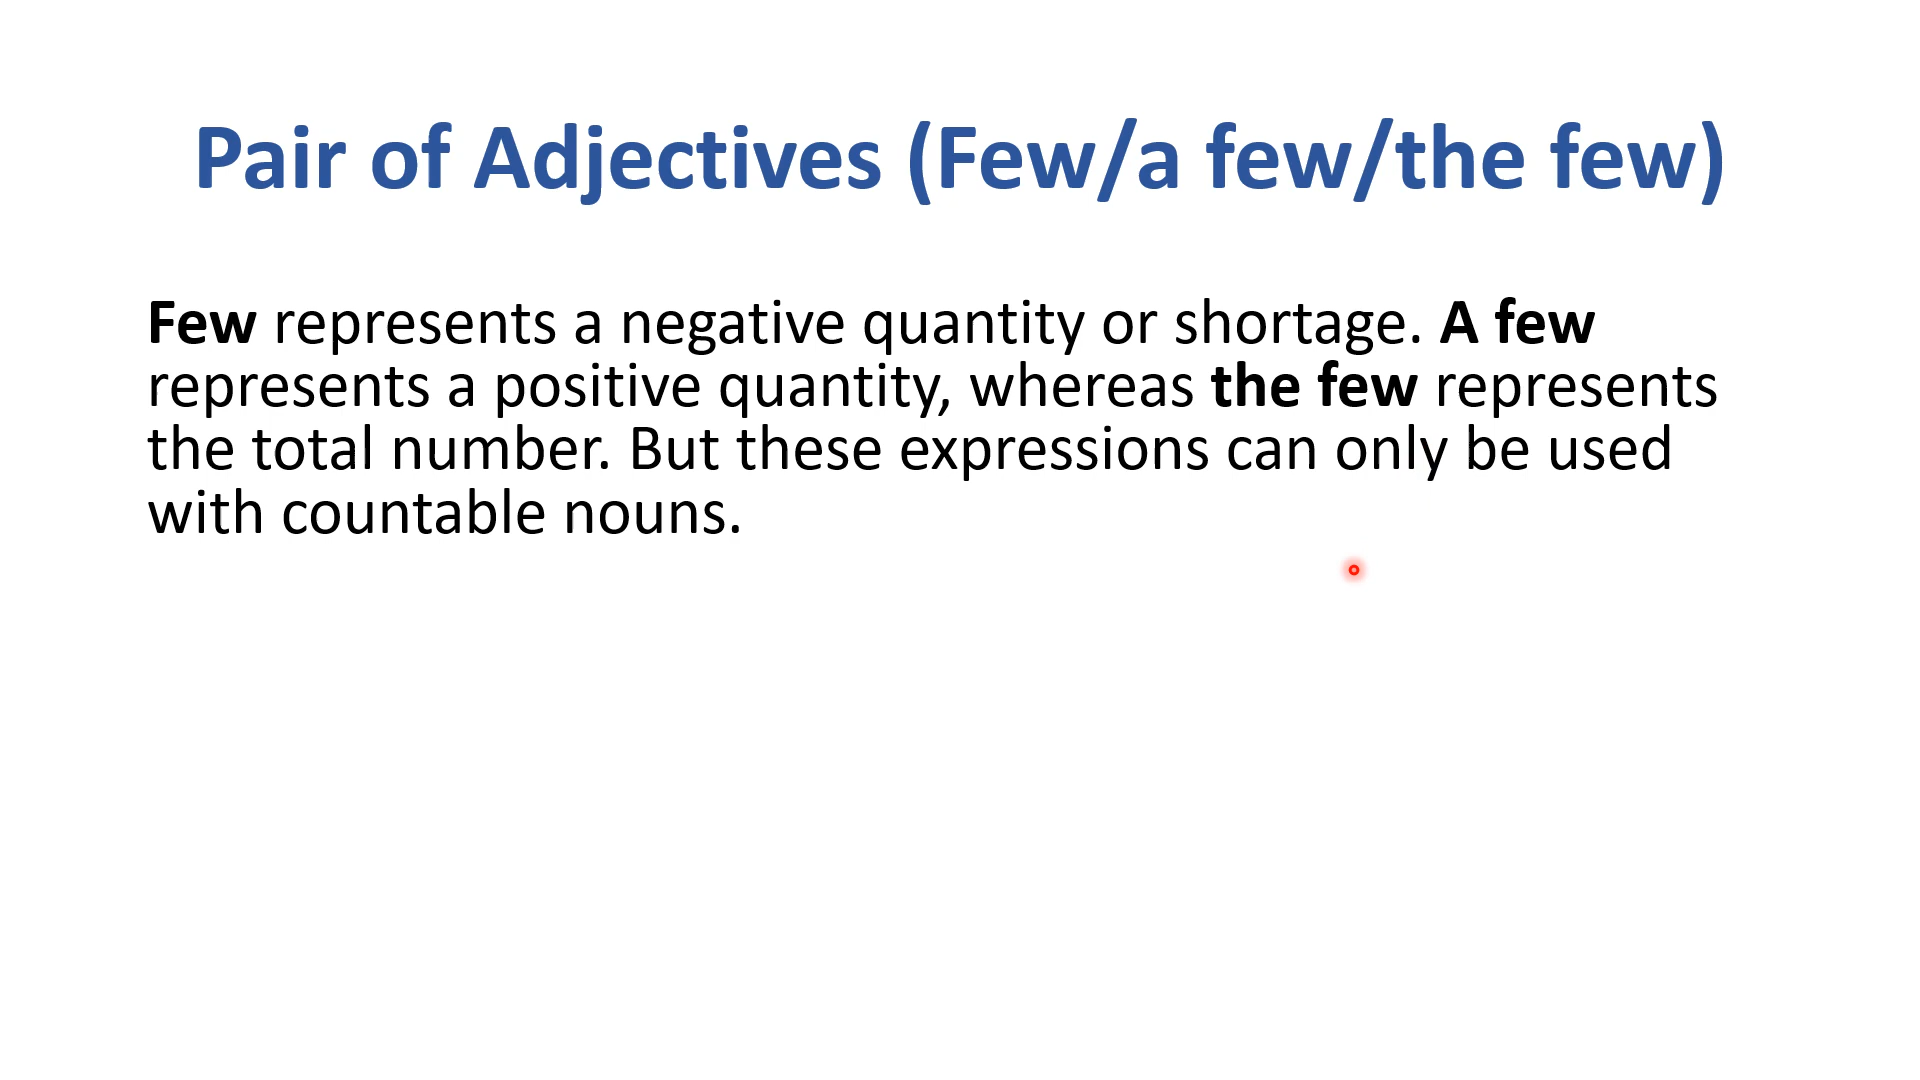 Pair of Adjectives (Few/a few/the few)
Few represents a negative quantity or shortage. A few
represents a positive quantity, whereas the few represents
the total number. But these expressions can only be used
with countable nouns.